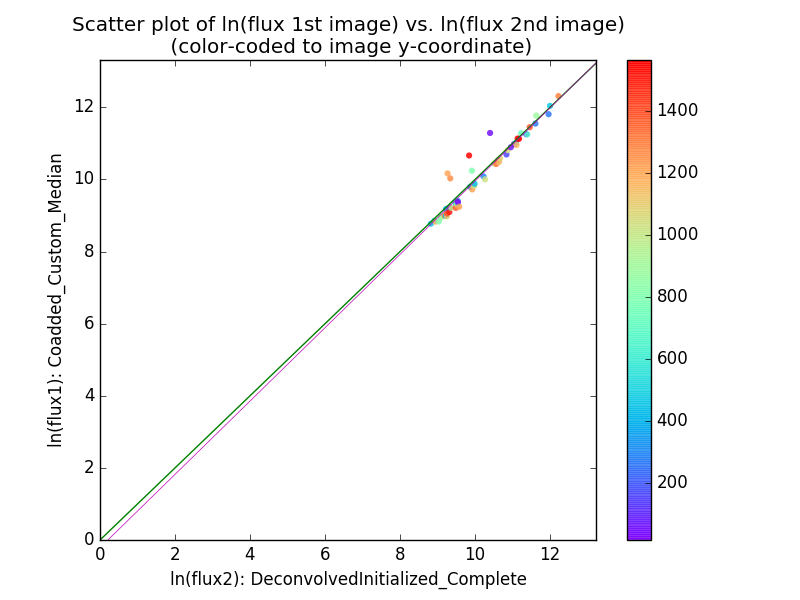 Scatter plot of ln(flux 1st image) vs. ln(flux 2nd image)
(color-coded to image y-coordinate)
ln(flux1): Coadded_Custom_Median
12
10
8
6
4
2
0
0 2 4 6 8 10 12
ln(flux2): DeconvolvedInitialized_Complete
1400
1200
1000
800
600
400
200